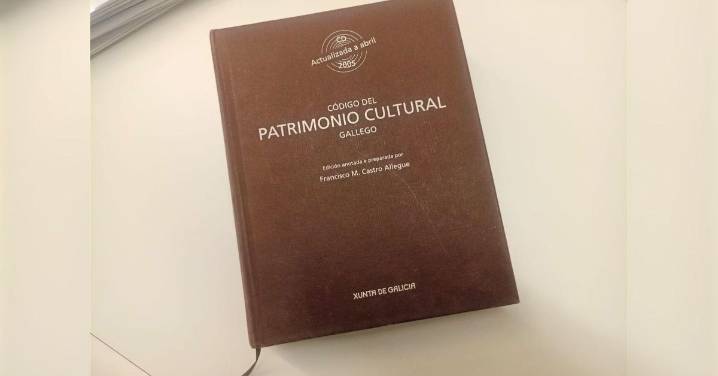 CD
Actualizada a abril
2005
CÓDIGO DEL
PATRIMONIO CULTURAL
GALLEGO
Edición anotada e preparada por
Francisco M. Castro Allegue
XUNTA DE GALICIA